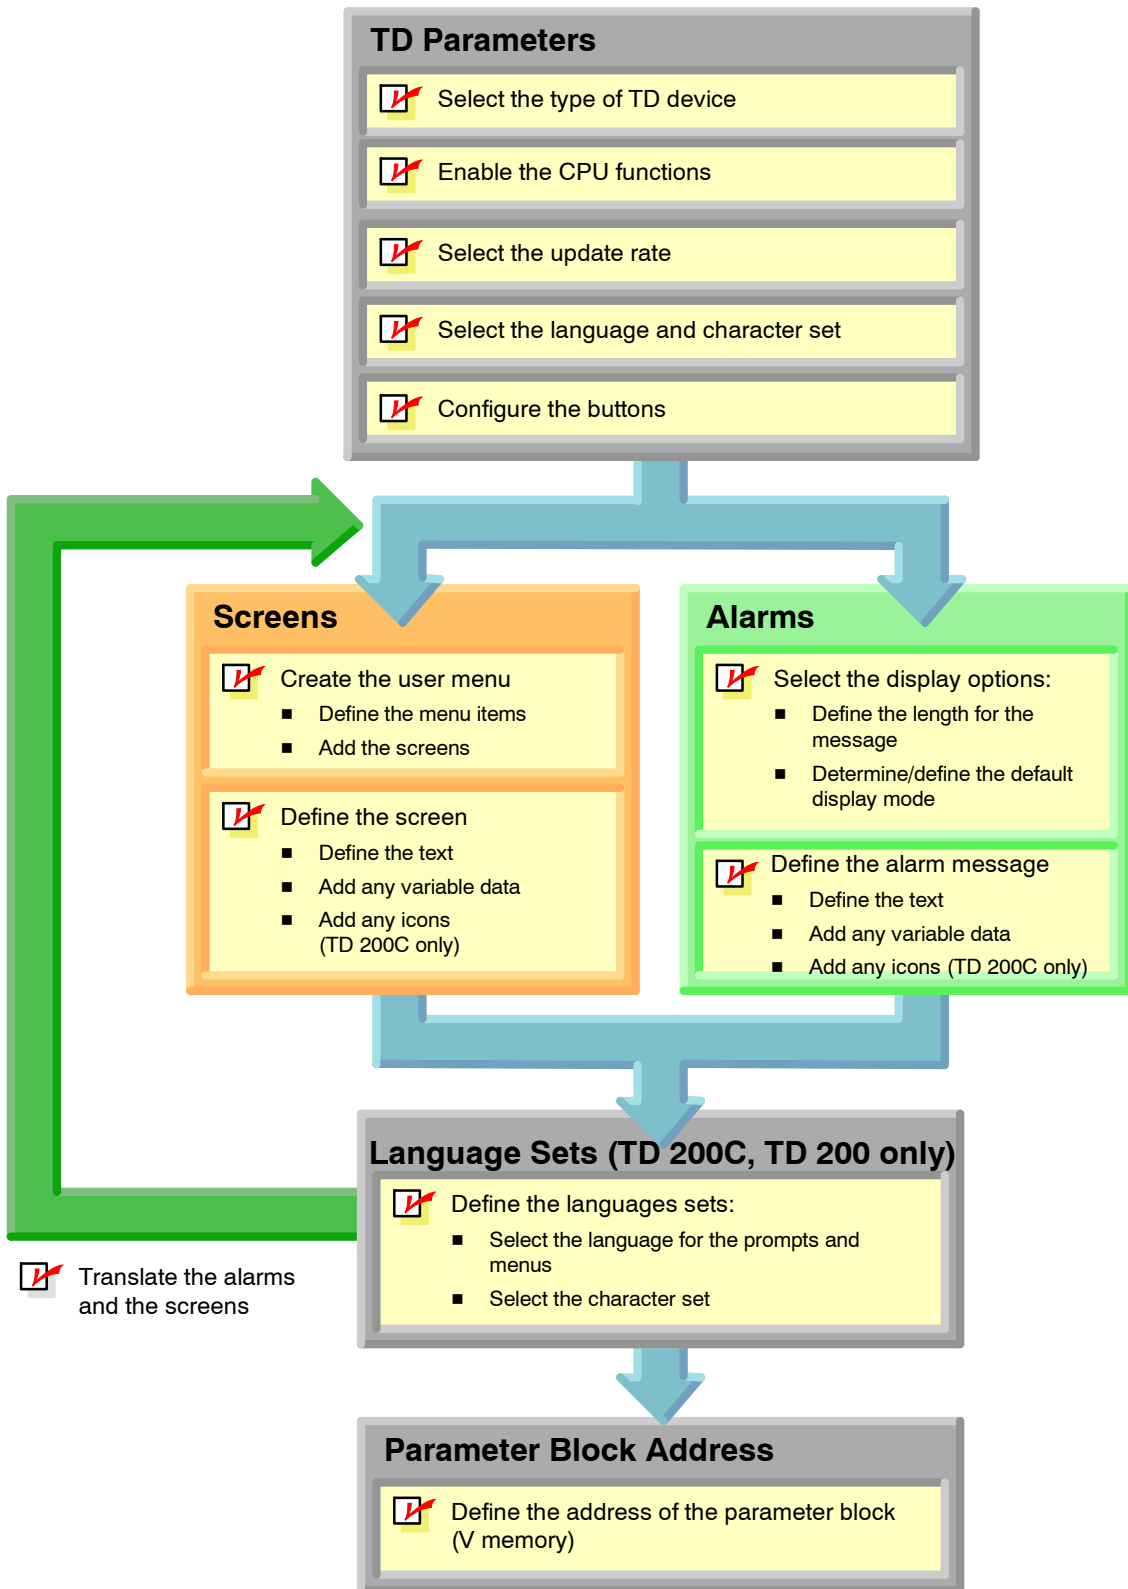 TD Parameters
Select the type of TD device
Enable the CPU functions
Select the update rate
Select the language and character set
Configure the buttons
Screens
Create the user menu
■ Define the menu items
■ Add the screens
Define the screen
■ Define the text
■ Add any variable data
■ Add any icons
(TD 200C only)
Alarms
Select the display options:
■ Define the length for the
message
■ Determine/define the default
display mode
Define the alarm message
■ Define the text
■ Add any variable data
■ Add any icons (TD 200C only)
Language Sets (TD 200C, TD 200 only)
Define the languages sets:
■ Select the language for the prompts and
menus
■ Select the character set
Translate the alarms
and the screens
Parameter Block Address
Define the address of the parameter block
(V memory)